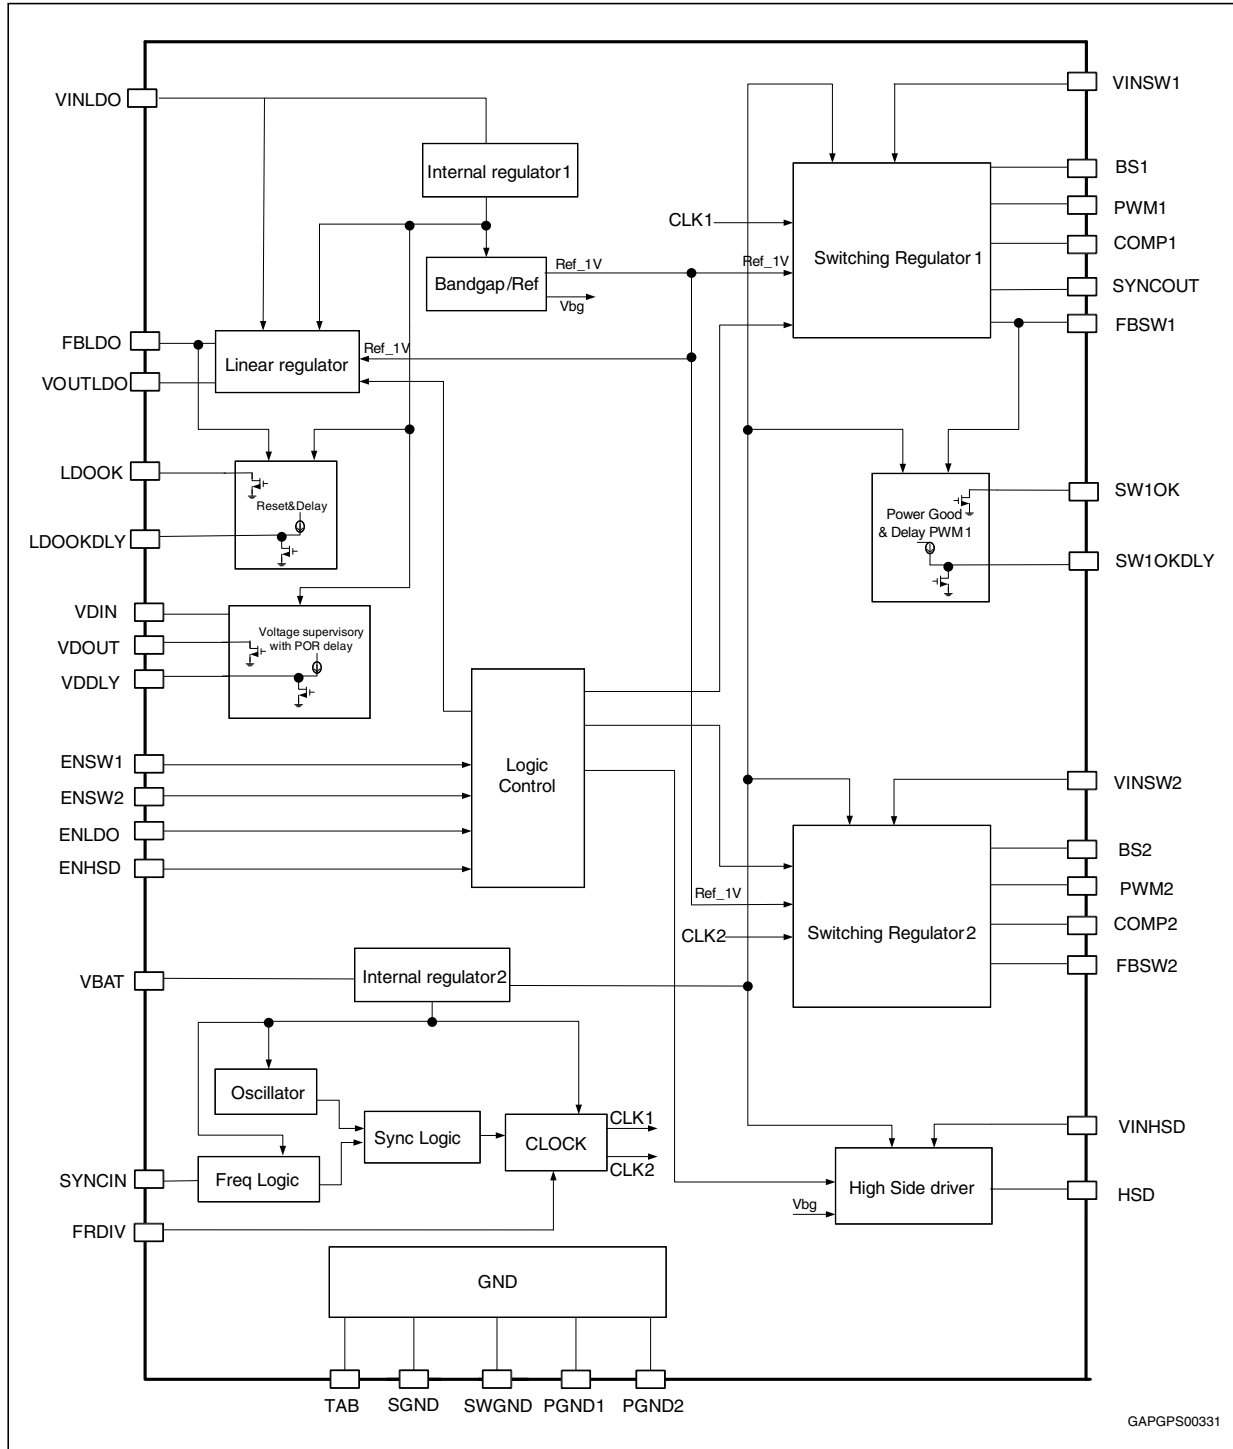 VINLDO
VINSW1
Internal regulator1
BS1
PWM1
CLK1
COMP1
Switching Regulator 1
Ref_1V
Ref_1V
Bandgap/Ref
SYNCOUT
Vbg
FBSW1
FBLDO
Ref_1V
Linear regulator
VOUTLDO
LDOOK
SW1OK
Reset&Delay
Power Good
& Delay PWM1
LDOOKDLY
SW1OKDLY
VDIN
Voltage supervisory
with POR delay
VDOUT
VDDLY
Logic
Control
ENSW1
ENSW2
ENLDO
ENHSD
VINSW2
BS2
PWM2
Ref_1V
COMP2
CLK2
Switching Regulator2
FBSW2
VBAT
Internal regulator2
Oscillator
CLK1
Sync Logic
CLOCK
CLK2
VINHSD
SYNCIN
Freq Logic
High Side driver
HSD
Vbg
FRDIV
GND
TAB
SGND
SWGND
PGND1
PGND2
GAPGPS00331